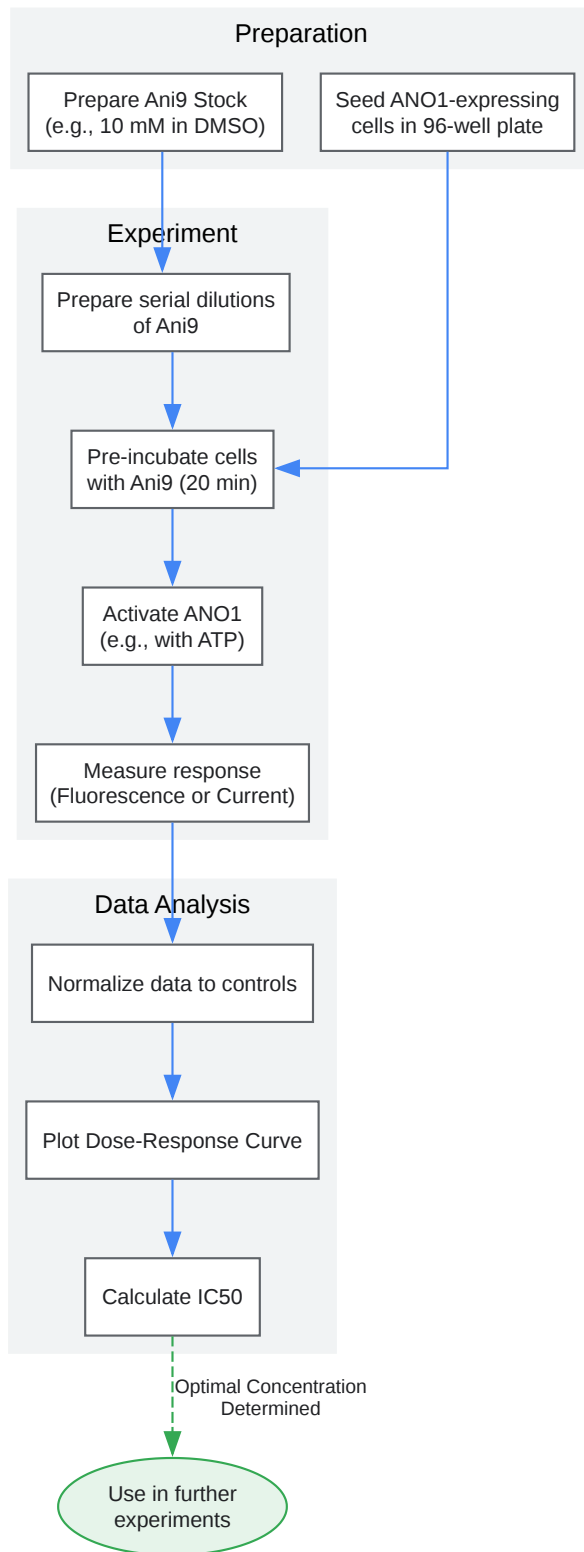 Preparation
Prepare Ani9 Stock
(e.g., 10 mM in DMSO)
Seed ANO1-expressing
cells in 96-well plate
Experiment
Prepare serial dilutions
of Ani9
Pre-incubate cells
with Ani9 (20 min)
Activate ANO1
(e.g., with ATP)
Measure response
(Fluorescence or Current)
Data Analysis
Normalize data to controls
Plot Dose-Response Curve
Calculate IC50
Optimal Concentration
Determined
Use in further
experiments